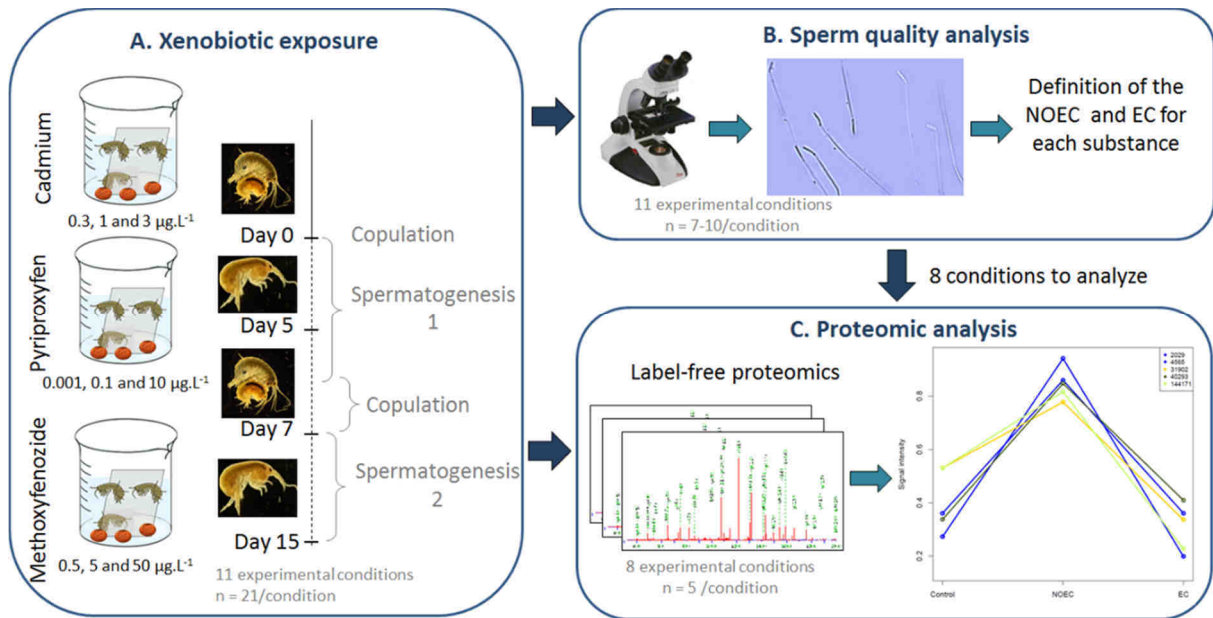 A. Xenobiotic exposure
Cadmium
0.3, 1 and 3 µg.L⁻¹
Pyriproxyfen
0.001, 0.1 and 10 µg.L⁻¹
Methoxyfenozide
0.5, 5 and 50 µg.L⁻¹
Day 0
Day 5
Day 7
Day 15
Copulation
Spermatogenesis
1
Copulation
Spermatogenesis
2
11 experimental conditions
n = 21/condition
B. Sperm quality analysis
11 experimental conditions
n = 7-10/condition
Definition of the
NOEC and EC for
each substance
8 conditions to analyze
C. Proteomic analysis
Label-free proteomics
8 experimental conditions
n = 5 /condition
Signal intensity
0.8
0.6
0.4
0.2
Control
NOEC
EC
2029
4565
31902
40293
144171